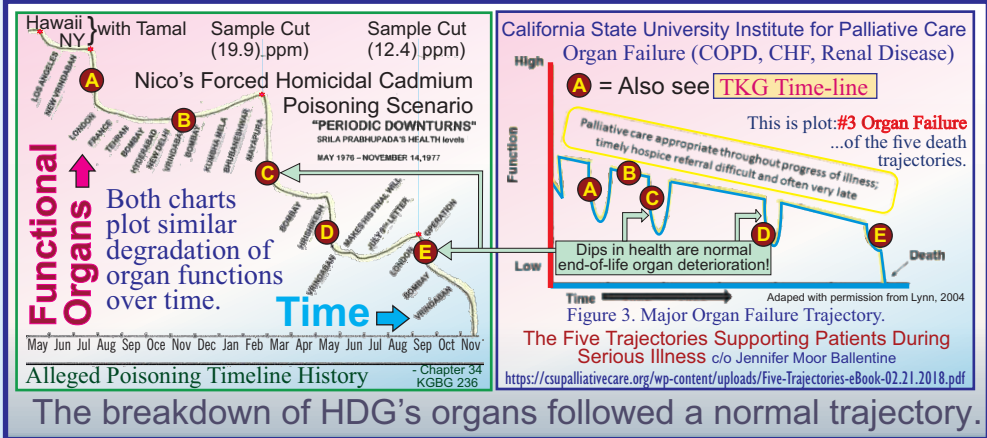 Hawaii
NY
}with Tamal
Sample Cut
(19.9) ppm)
Sample Cut
(12.4) ppm)
Nico's Forced Homicidal Cadmium
Poisoning Scenario
"PERIODIC DOWNTURNS"
SRILA PRABHUPADA'S HEALTH levels
MAY 1976 – NOVEMBER 14,1977
LOS ANGELES
NEW VRINDABAN
A
LONDON
FRANCE
TEHRAN
BOMBAY
HYDERABAD
NEW DELHI
VRINDABAN
BOMBAY
B
KUMBHA MELA
BHUBANESHWAR
MAYAPURA
C
BOMBAY
HRISHIKESH
D
VRINDABAN
MAKES HIS FINAL WILL
JULY 9TH LETTER
LONDON
OPERATION
E
BOMBAY
VRINDABAN
Functional
Organs
Both charts
plot similar
degradation of
organ functions
over time.
Time
May Jun Jul Aug Sep Oct Nov Dec Jan Feb Mar Apr May Jun Jul Aug Sep Oct Nov
Alleged Poisoning Timeline History
- Chapter 34
KGBG 236
California State University Institute for Palliative Care
Organ Failure (COPD, CHF, Renal Disease)
High
A = Also see TKG Time-line
This is plot:#3 Organ Failure
...of the five death
trajectories.
Palliative care appropriate throughout progress of illness;
timely hospice referral difficult and often very late
Function
A
B
C
D
E
Dips in health are normal
end-of-life organ deterioration!
Low
Death
Time
Adaped with permission from Lynn, 2004
Figure 3. Major Organ Failure Trajectory.
The Five Trajectories Supporting Patients During
Serious Illness c/o Jennifer Moor Ballentine
https://csupalliativecare.org/wp-content/uploads/Five-Trajectories-eBook-02.21.2018.pdf
The breakdown of HDG's organs followed a normal trajectory.